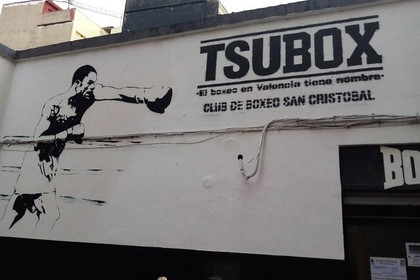 TSUBOX
·El boxeo en Valencia tiene nombre·
CLUB DE BOXEO SAN CRISTOBAL.
BO